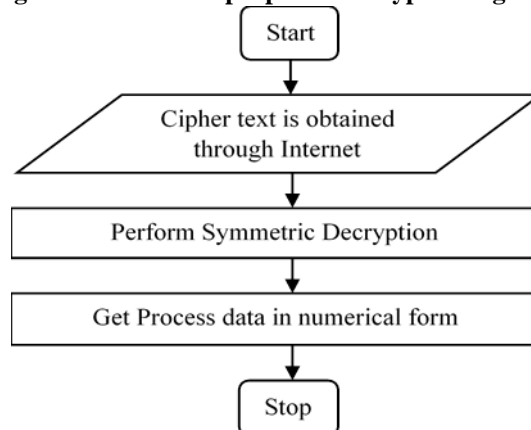 Start
Cipher text is obtained
through Internet
Perform Symmetric Decryption
Get Process data in numerical form
Stop